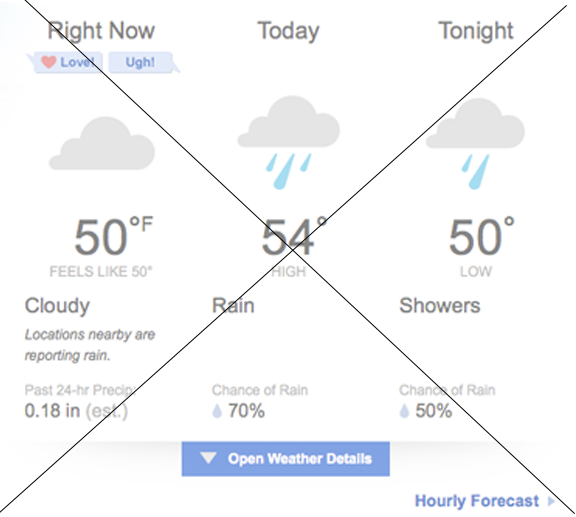 Right Now
Love! Ugh!
50°F
FEELS LIKE 50°
Cloudy
Locations nearby are
reporting rain.
Past 24-hr Precip:
0.18 in (est.)
Today
54°
HIGH
Rain
Chance of Rain
70%
Tonight
50°
LOW
Showers
Chance of Rain
50%
Open Weather Details
Hourly Forecast